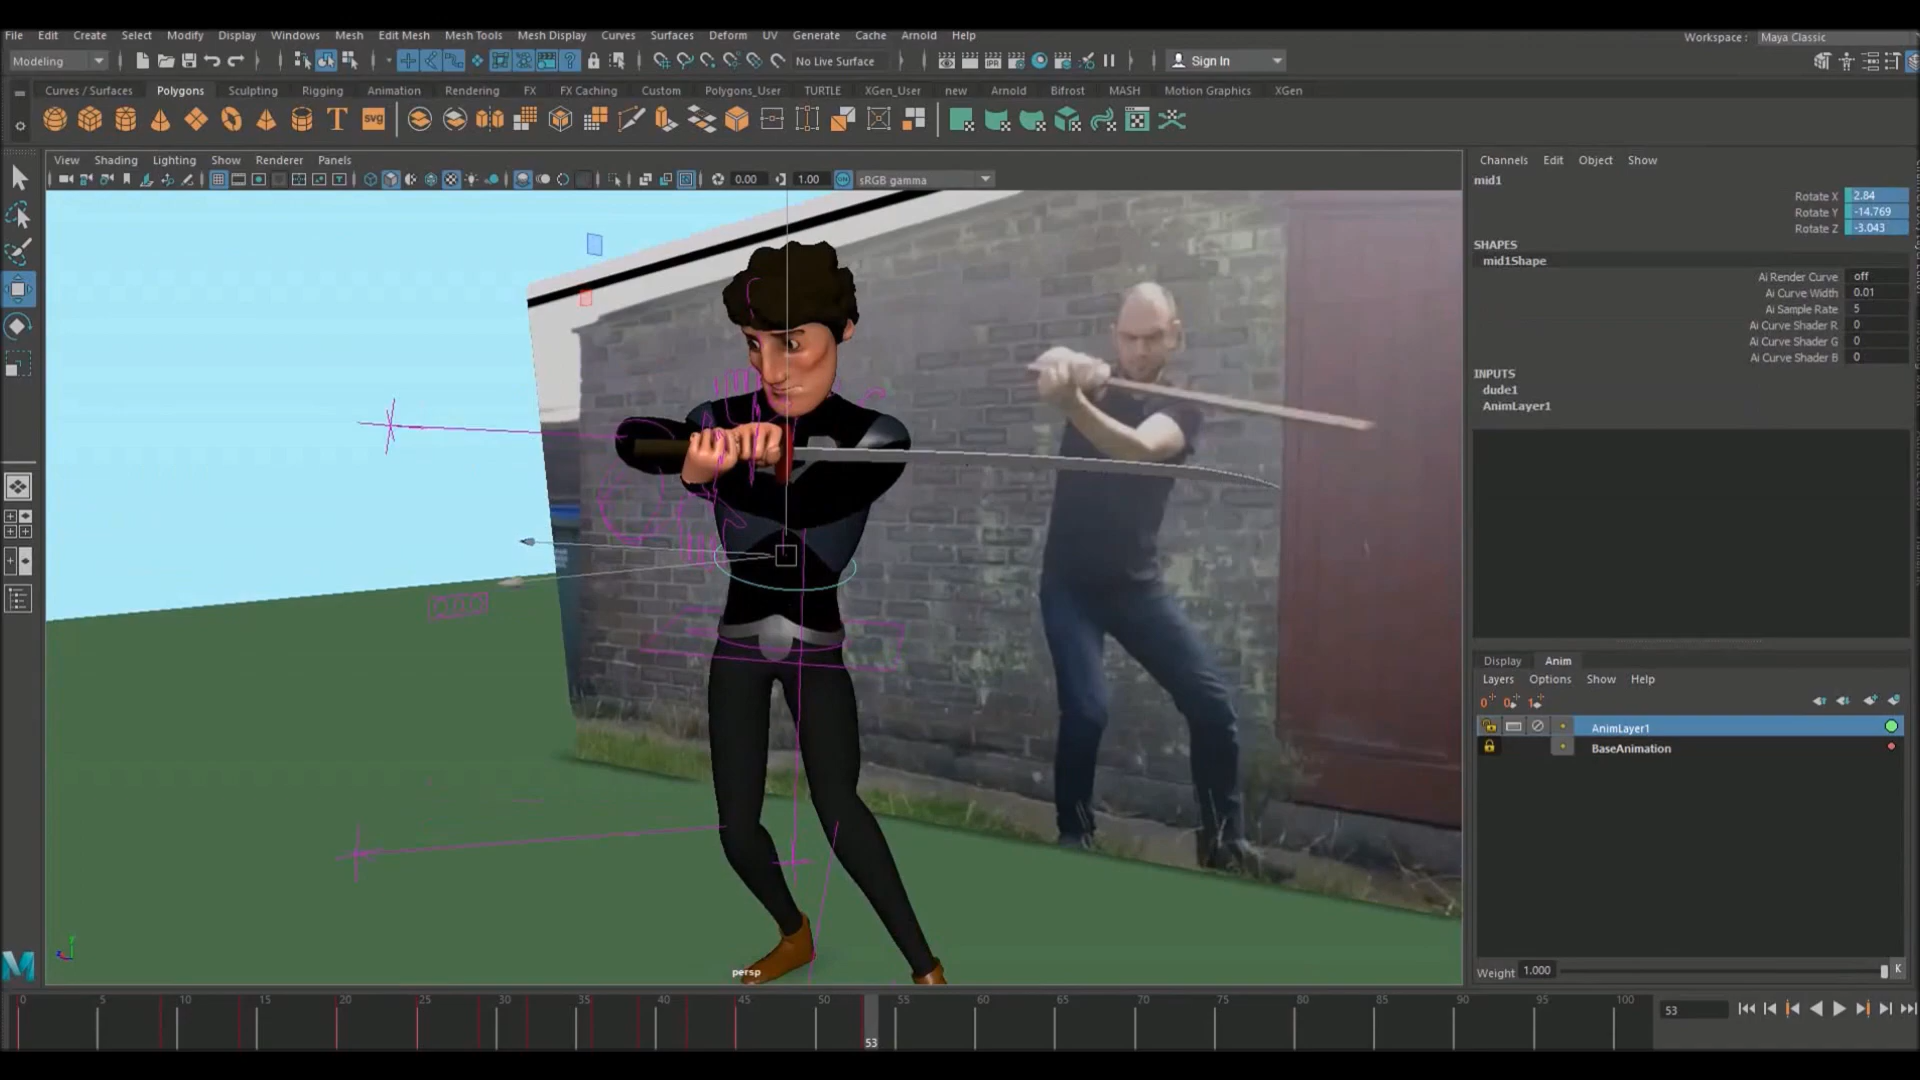 File Edit Create Select Modify Display Windows Mesh Edit Mesh Mesh Tools Mesh Display Curves Surfaces Deform UV Generate Cache Arnold Help
Workspace : Maya Classic
Modeling
No Live Surface
Sign In
Curves / Surfaces Polygons Sculpting Rigging Animation Rendering FX FX Caching Custom Polygons_User TURTLE XGen_User new Arnold Bifrost MASH Motion Graphics XGen
T svg
View Shading Lighting Show Renderer Panels
0.00 1.00 sRGB gamma
Channels Edit Object Show
mid1
Rotate X 2.84
Rotate Y -14.769
Rotate Z -3.043
SHAPES
mid1Shape
Ai Render Curve off
Ai Curve Width 0.01
Ai Sample Rate 5
Ai Curve Shader R 0
Ai Curve Shader G 0
Ai Curve Shader B 0
INPUTS
dude1
AnimLayer1
Display Anim
Layers Options Show Help
AnimLayer1
BaseAnimation
Weight 1.000 K
persp
0 5 10 15 20 25 30 35 40 45 50 55 60 65 70 75 80 85 90 95 100
53
53